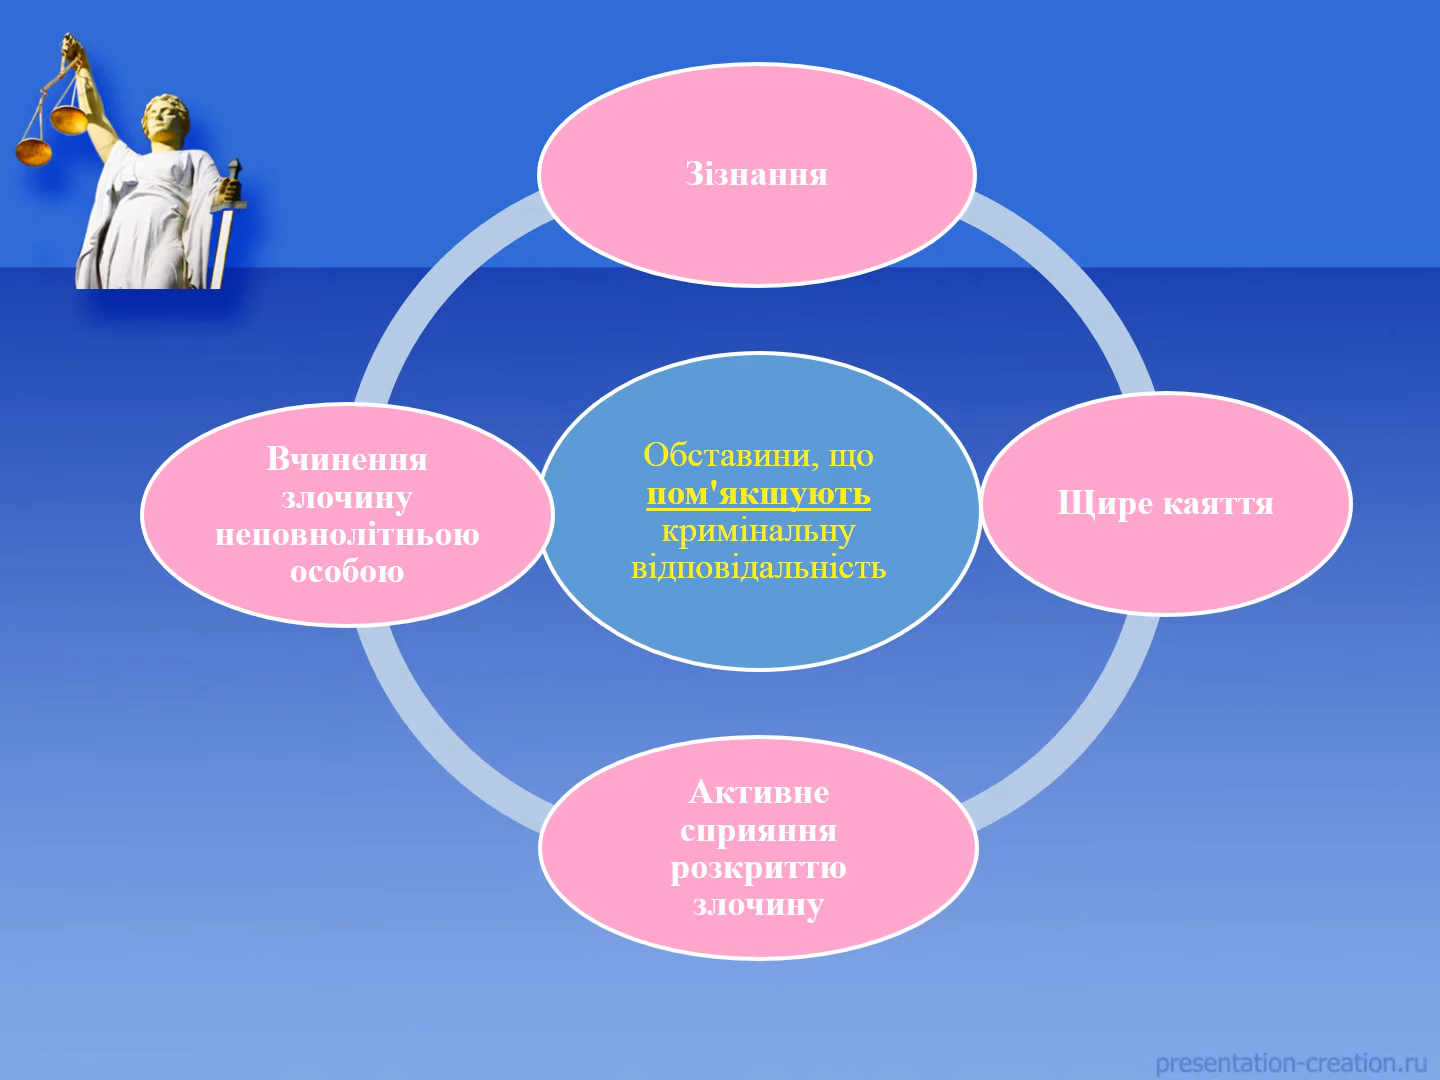 Зізнання
Обставини, що
пом'якшують
кримінальну
відповідальність
Щире каяття
Активне
сприяння
розкриттю
злочину
Вчинення
злочину
неповнолітньою
особою
presentation-creation.ru